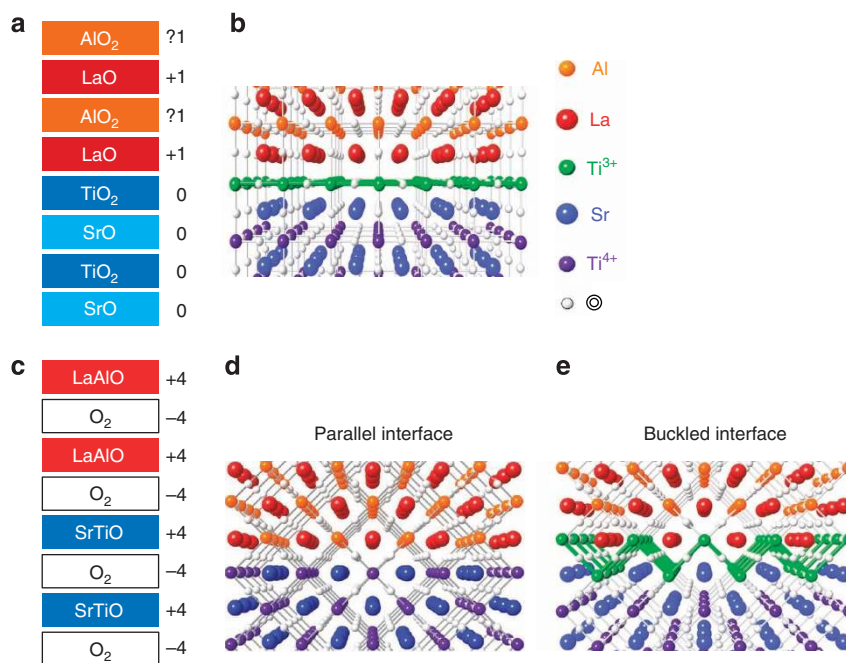 a
AlO₂ ?1
LaO +1
AlO₂ ?1
LaO +1
TiO₂ 0
SrO 0
TiO₂ 0
SrO 0
b
Al
La
Ti³⁺
Sr
Ti⁴⁺
c
LaAlO +4
O₂ –4
LaAlO +4
O₂ –4
SrTiO +4
O₂ –4
SrTiO +4
O₂ –4
d
Parallel interface
e
Buckled interface